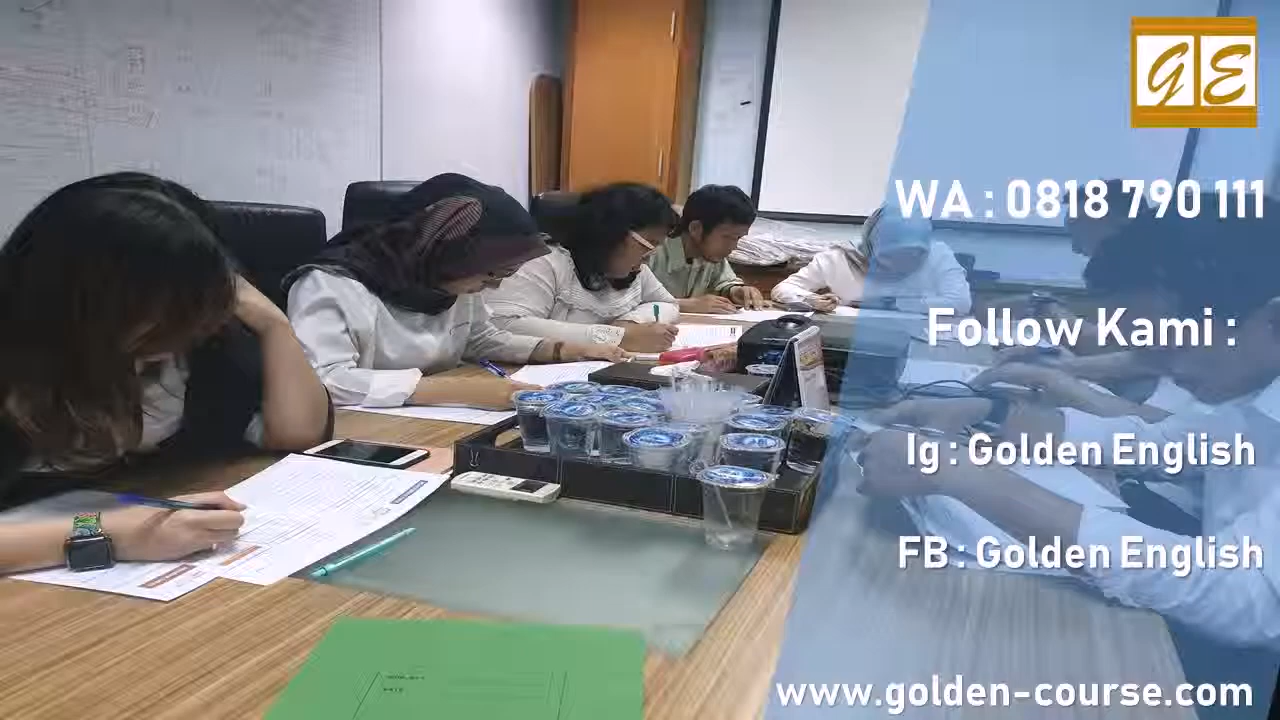 GE
WA : 0818 790 111
Follow Kami :
Ig : Golden English
FB : Golden English
www.golden-course.com